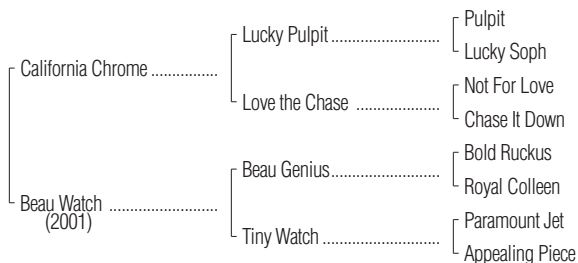 Pulpit
Lucky Pulpit ..........................
Lucky Soph
California Chrome ................
Not For Love
Love the Chase ....................
Chase It Down
Bold Ruckus
Beau Genius..........................
Royal Colleen
Beau Watch ..........................
(2001)
Paramount Jet
Tiny Watch ............................
Appealing Piece